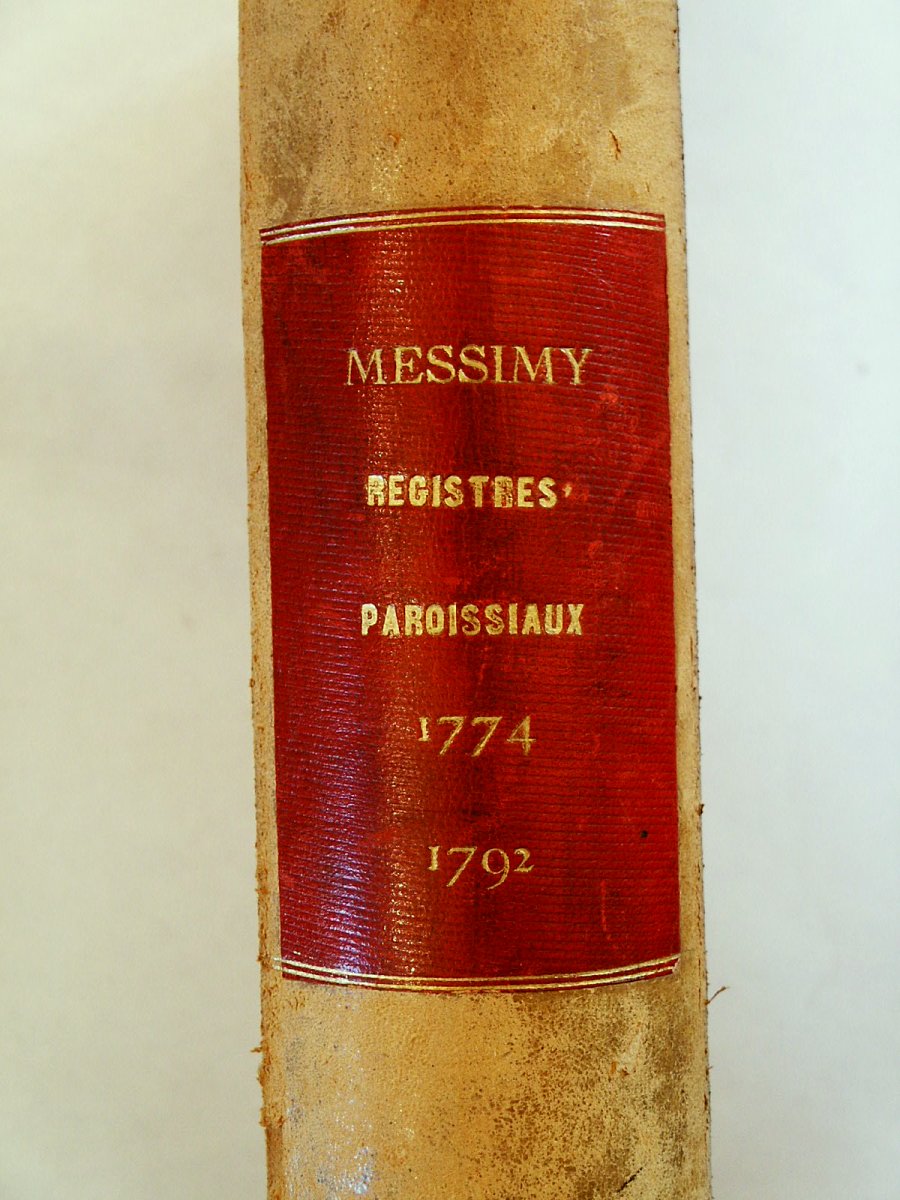 MESSIMY
REGISTRES
PAROISSIAUX
1774
1792